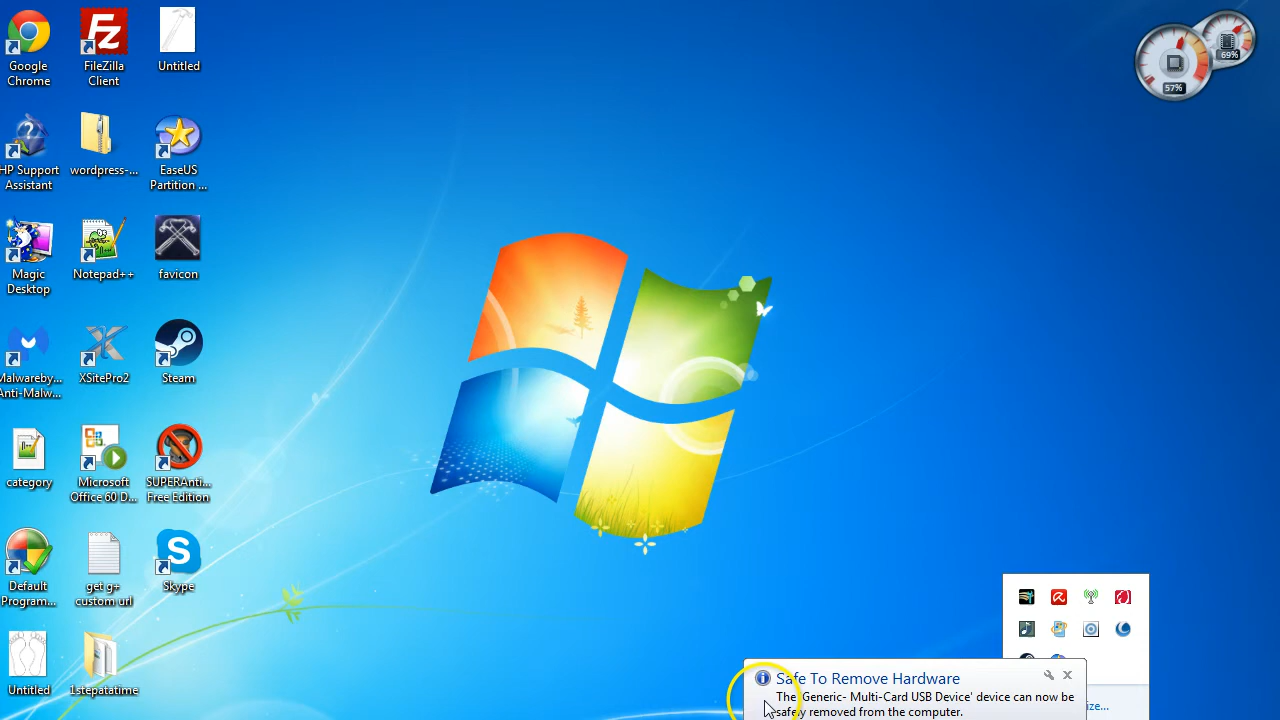 Google
Chrome
FileZilla
Client
Untitled
HP Support
Assistant
wordpress-...
EaseUS
Partition ...
Magic
Desktop
Notepad++
favicon
Malwareby...
Anti-Malw...
XSitePro2
Steam
category
Microsoft
Office 60 D...
SUPERAnti...
Free Edition
Default
Program...
get g+
custom url
Skype
Untitled
1stepatatime
69%
57%
Safe To Remove Hardware
The 'Generic- Multi-Card USB Device' device can now be
safely removed from the computer.
ize...